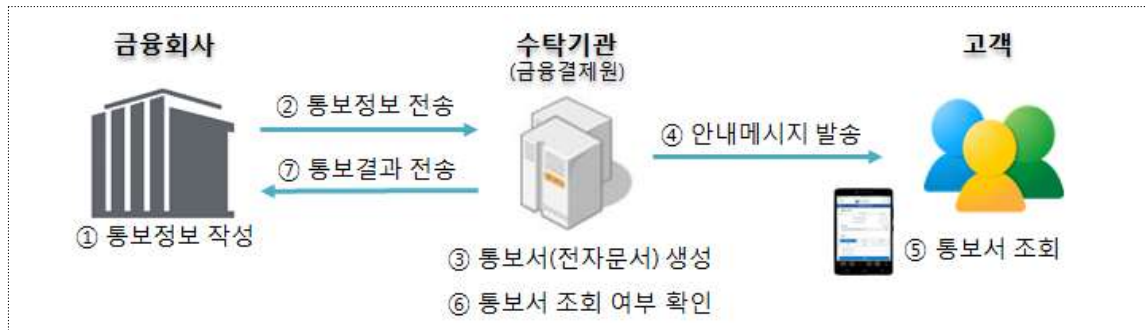 금융회사
수탁기관
(금융결제원)
고객
② 통보정보 전송
⑦ 통보결과 전송
④ 안내메시지 발송
① 통보정보 작성
③ 통보서(전자문서) 생성
⑥ 통보서 조회 여부 확인
⑤ 통보서 조회